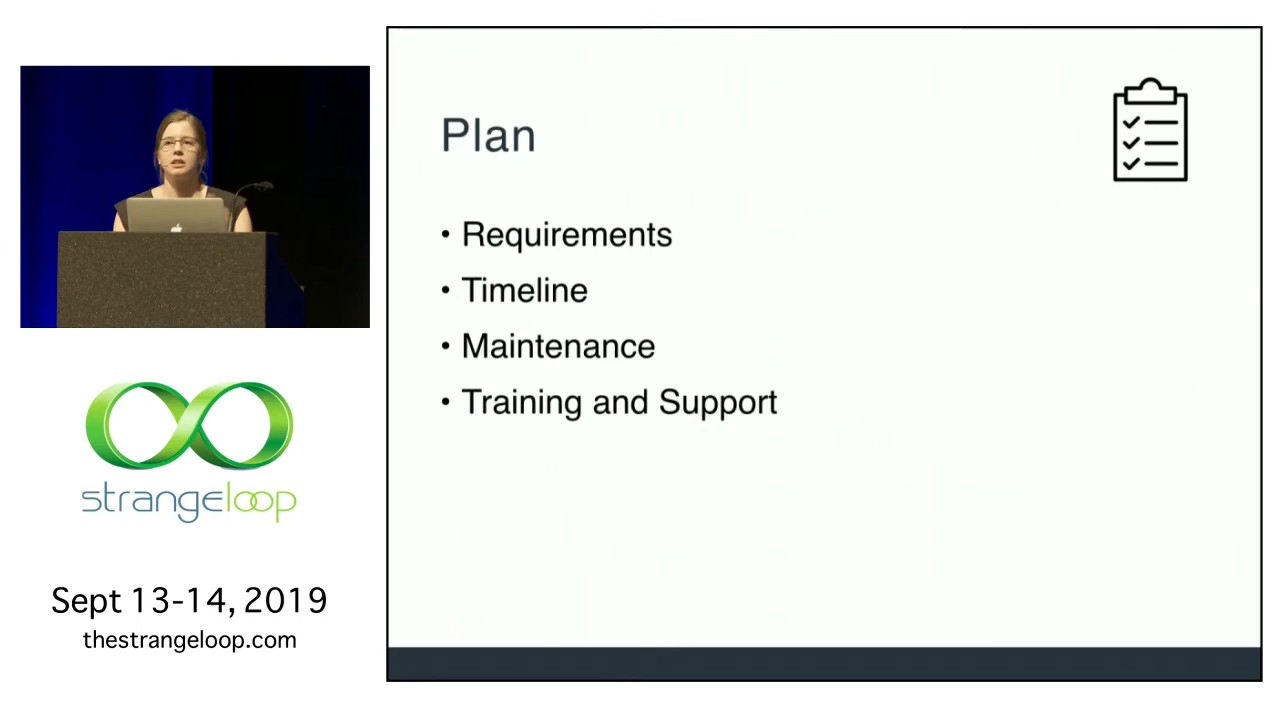 Plan
• Requirements
• Timeline
• Maintenance
• Training and Support
strangeloop
Sept 13-14, 2019
thestrangeloop.com